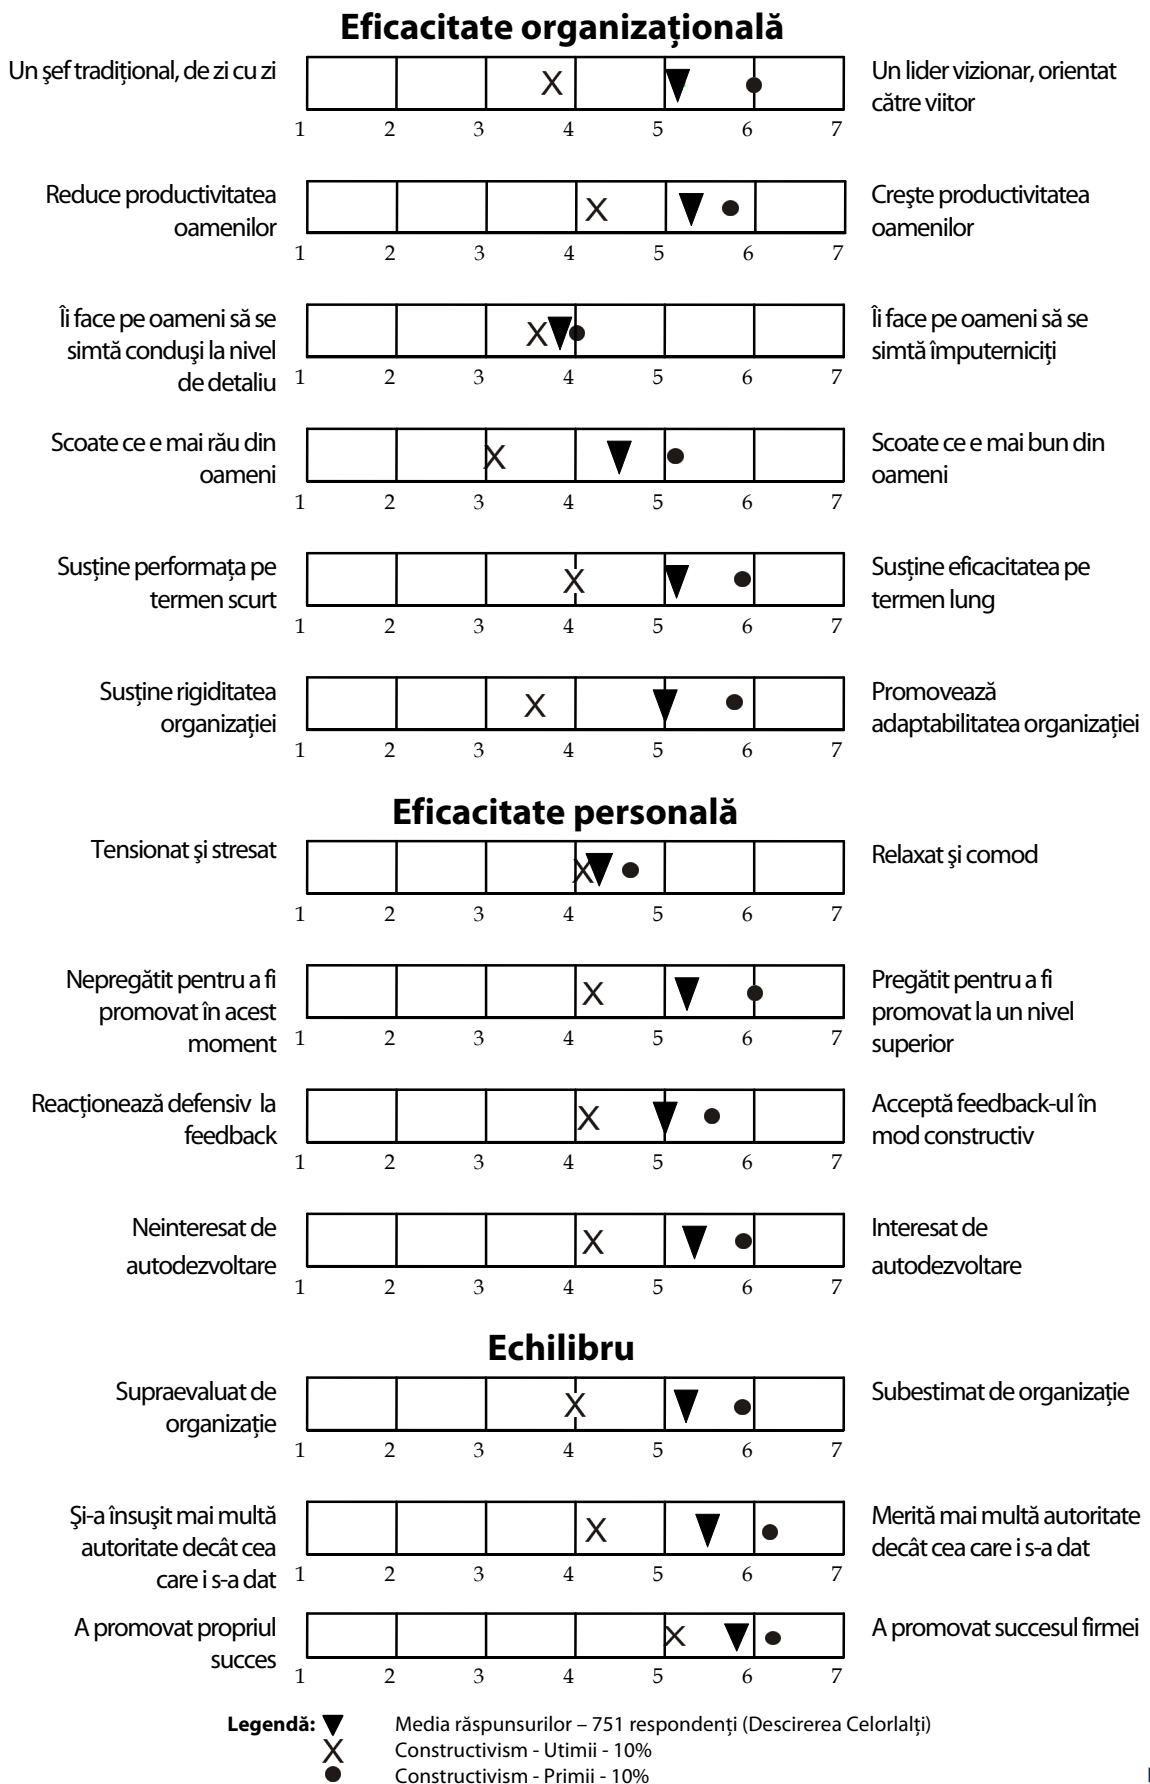 Eficacitate organizațională
Un şef tradițional, de zi cu zi
Un lider vizionar, orientat
către viitor
1 2 3 4 5 6 7
Reduce productivitatea
oamenilor
Creşte productivitatea
oamenilor
1 2 3 4 5 6 7
Îi face pe oameni să se
simtă conduşi la nivel
de detaliu
Îi face pe oameni să se
simtă împuterniciți
1 2 3 4 5 6 7
Scoate ce e mai rău din
oameni
Scoate ce e mai bun din
oameni
1 2 3 4 5 6 7
Susține performața pe
termen scurt
Susține eficacitatea pe
termen lung
1 2 3 4 5 6 7
Susține rigiditatea
organizației
Promovează
adaptabilitatea organizației
1 2 3 4 5 6 7
Eficacitate personală
Tensionat şi stresat
Relaxat şi comod
1 2 3 4 5 6 7
Nepregătit pentru a fi
promovat în acest
moment
Pregătit pentru a fi
promovat la un nivel
superior
1 2 3 4 5 6 7
Reacționează defensiv la
feedback
Acceptă feedback-ul în
mod constructiv
1 2 3 4 5 6 7
Neinteresat de
autodezvoltare
Interesat de
autodezvoltare
1 2 3 4 5 6 7
Echilibru
Supraevaluat de
organizație
Subestimat de organizație
1 2 3 4 5 6 7
Şi-a însuşit mai multă
autoritate decât cea
care i s-a dat
Merită mai multă autoritate
decât cea care i s-a dat
1 2 3 4 5 6 7
A promovat propriul
succes
A promovat succesul firmei
1 2 3 4 5 6 7
Legendă: ▼ Media răspunsurilor – 751 respondenți (Descirerea Celorlalți)
X Constructivism - Utimii - 10%
● Constructivism - Primii - 10%